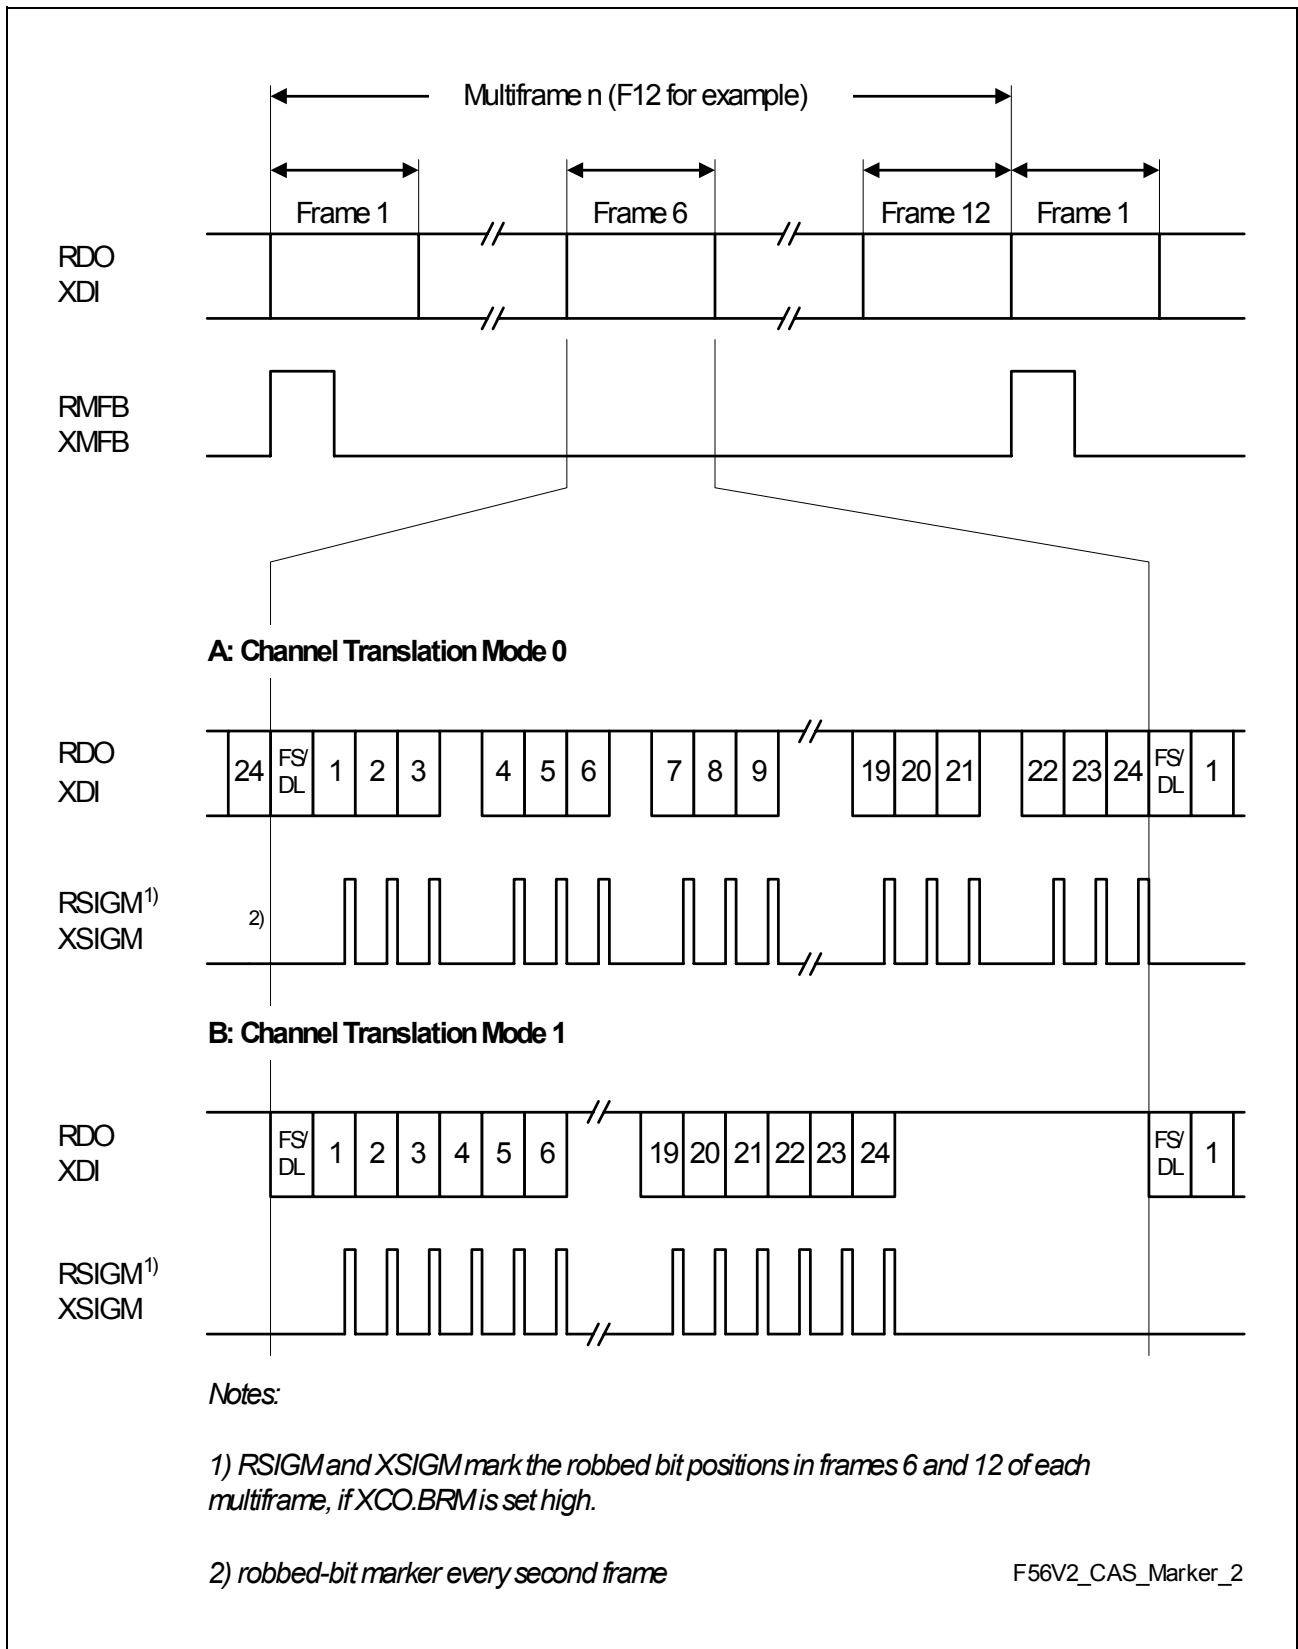 Multiframe n (F12 for example)
Frame 1 Frame 6 Frame 12 Frame 1
RDO
XDI
RMFB
XMFB
A: Channel Translation Mode 0
RDO
XDI
24 FS/DL 1 2 3 4 5 6 7 8 9 19 20 21 22 23 24 FS/DL 1
RSIGM1)
XSIGM
2)
B: Channel Translation Mode 1
RDO
XDI
FS/DL 1 2 3 4 5 6 19 20 21 22 23 24 FS/DL 1
RSIGM1)
XSIGM
Notes:
1) RSIGM and XSIGM mark the robbed bit positions in frames 6 and 12 of each
multiframe, if XCO.BRM is set high.
2) robbed-bit marker every second frame
F56V2_CAS_Marker_2